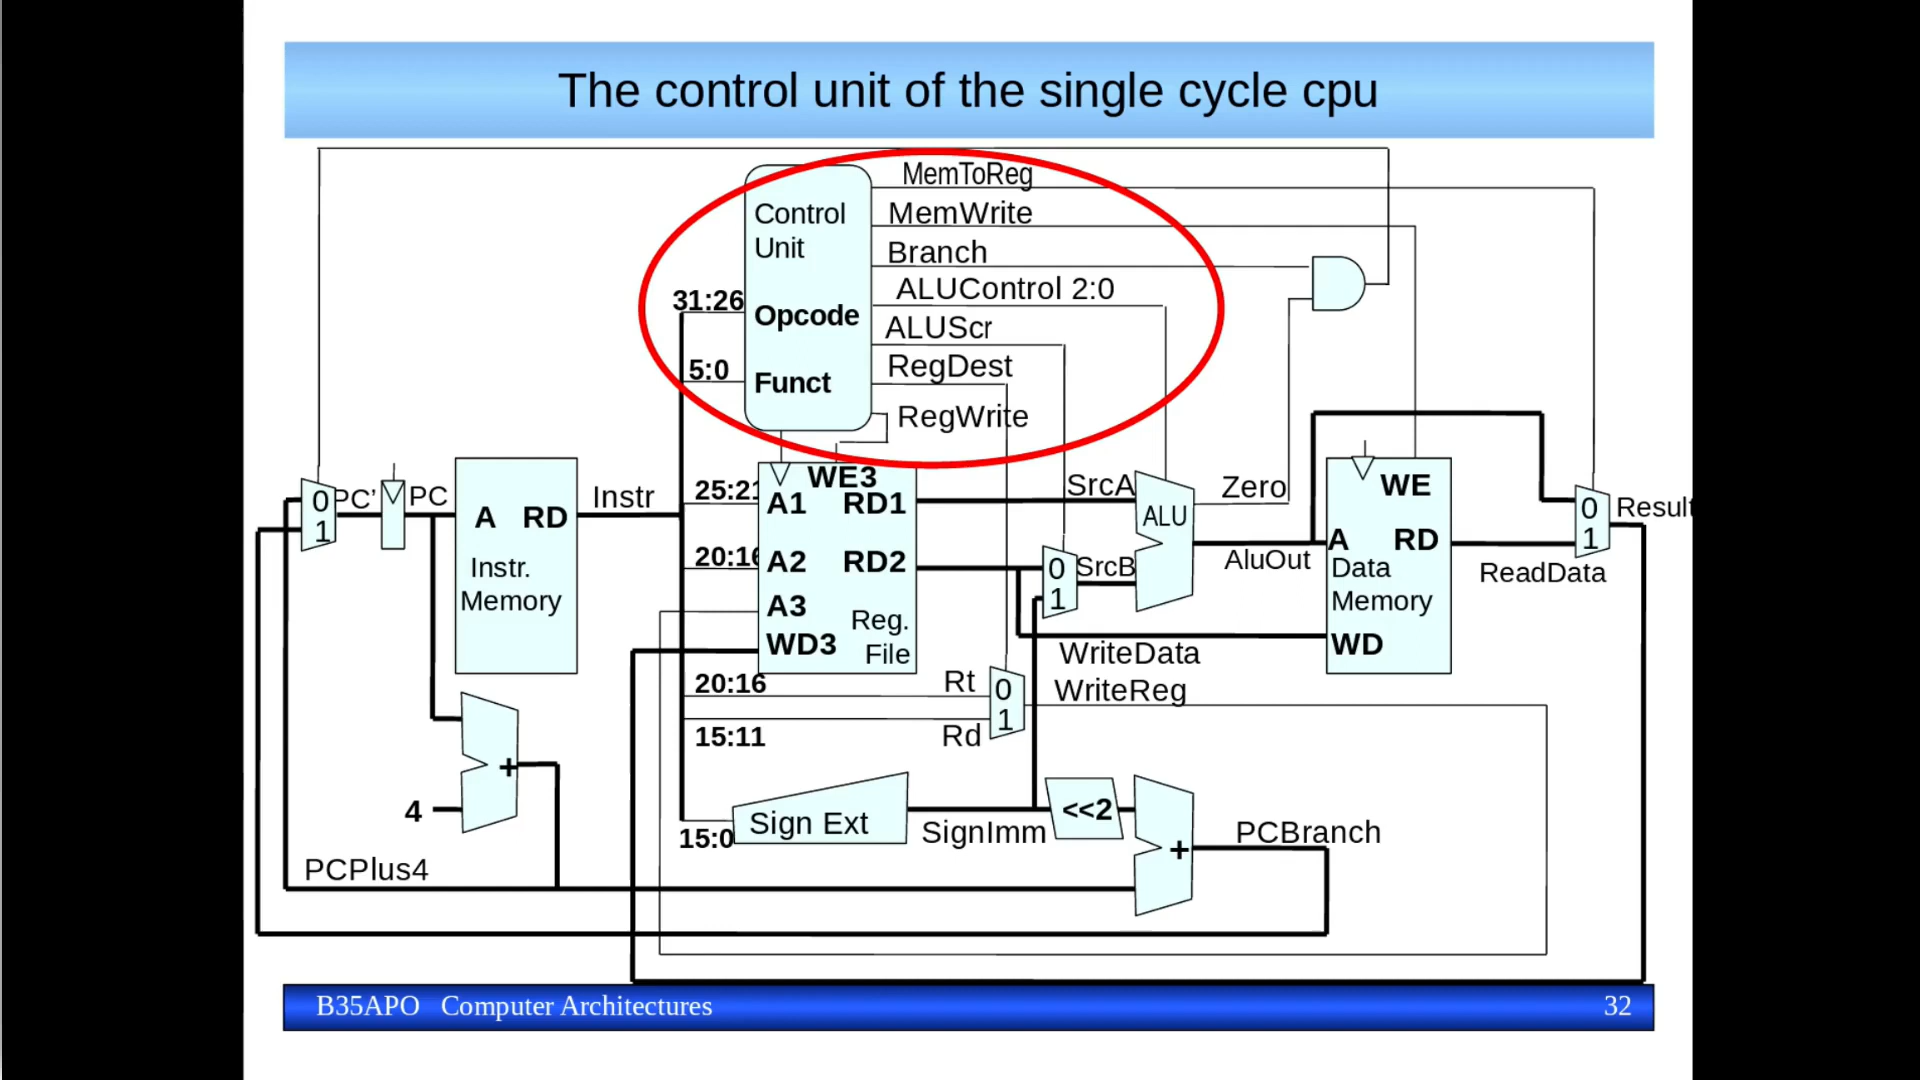 The control unit of the single cycle cpu
MemToReg
Control
Unit
MemWrite
Branch
31:26
Opcode
ALUControl 2:0
ALUScr
5:0
Funct
RegDest
RegWrite
0
1
PC'
PC
A RD
Instr.
Memory
Instr
25:21
WE3
A1 RD1
20:16
A2 RD2
A3
WD3
Reg.
File
SrcA
ALU
Zero
0
1
SrcB
AluOut
WE
A RD
Data
Memory
WD
0
1
Result
ReadData
WriteData
20:16
Rt
0
1
WriteReg
15:11
Rd
+
4
15:0
Sign Ext
SignImm
<<2
+
PCBranch
PCPlus4
B35APO Computer Architectures
32